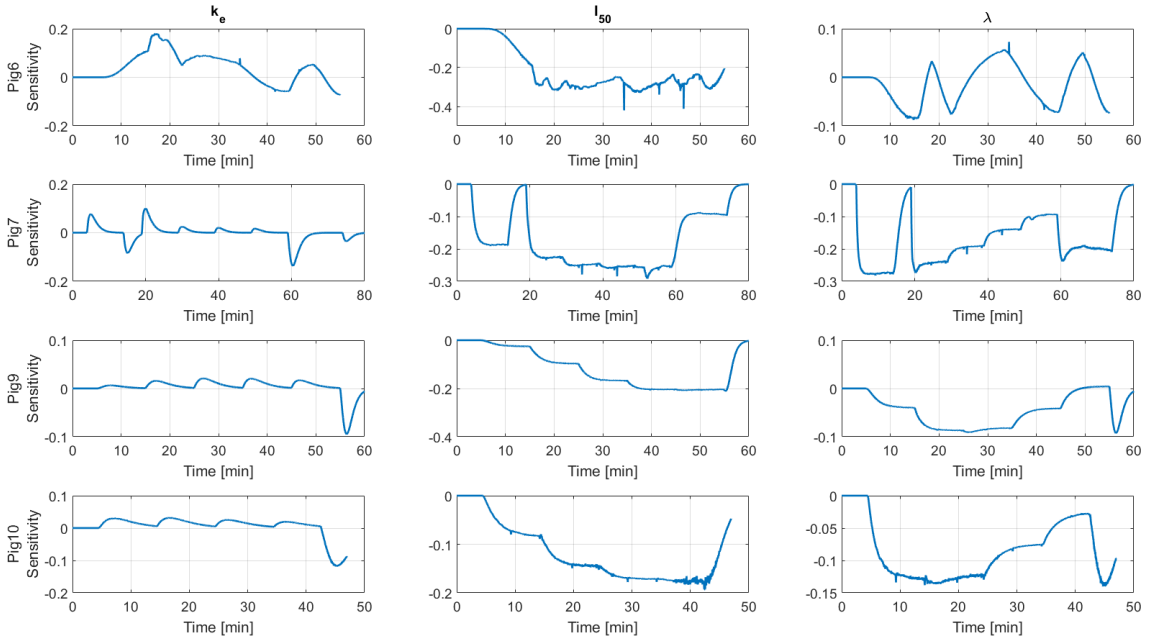 k_e I_50 λ
Pig6
Sensitivity
0.2 0 -0.2
0 10 20 30 40 50 60
Time [min]
0 -0.2 -0.4
0 10 20 30 40 50 60
Time [min]
0.1 0 -0.1
0 10 20 30 40 50 60
Time [min]
Pig7
Sensitivity
0.2 0 -0.2
0 20 40 60 80
Time [min]
0 -0.1 -0.2 -0.3
0 20 40 60 80
Time [min]
0 -0.1 -0.2 -0.3
0 20 40 60 80
Time [min]
Pig9
Sensitivity
0.1 0 -0.1
0 10 20 30 40 50 60
Time [min]
0 -0.2 -0.4
0 10 20 30 40 50 60
Time [min]
0.1 0 -0.1
0 10 20 30 40 50 60
Time [min]
Pig10
Sensitivity
0.1 0 -0.1 -0.2
0 10 20 30 40 50
Time [min]
0 -0.1 -0.2
0 10 20 30 40 50
Time [min]
0 -0.05 -0.1 -0.15
0 10 20 30 40 50
Time [min]